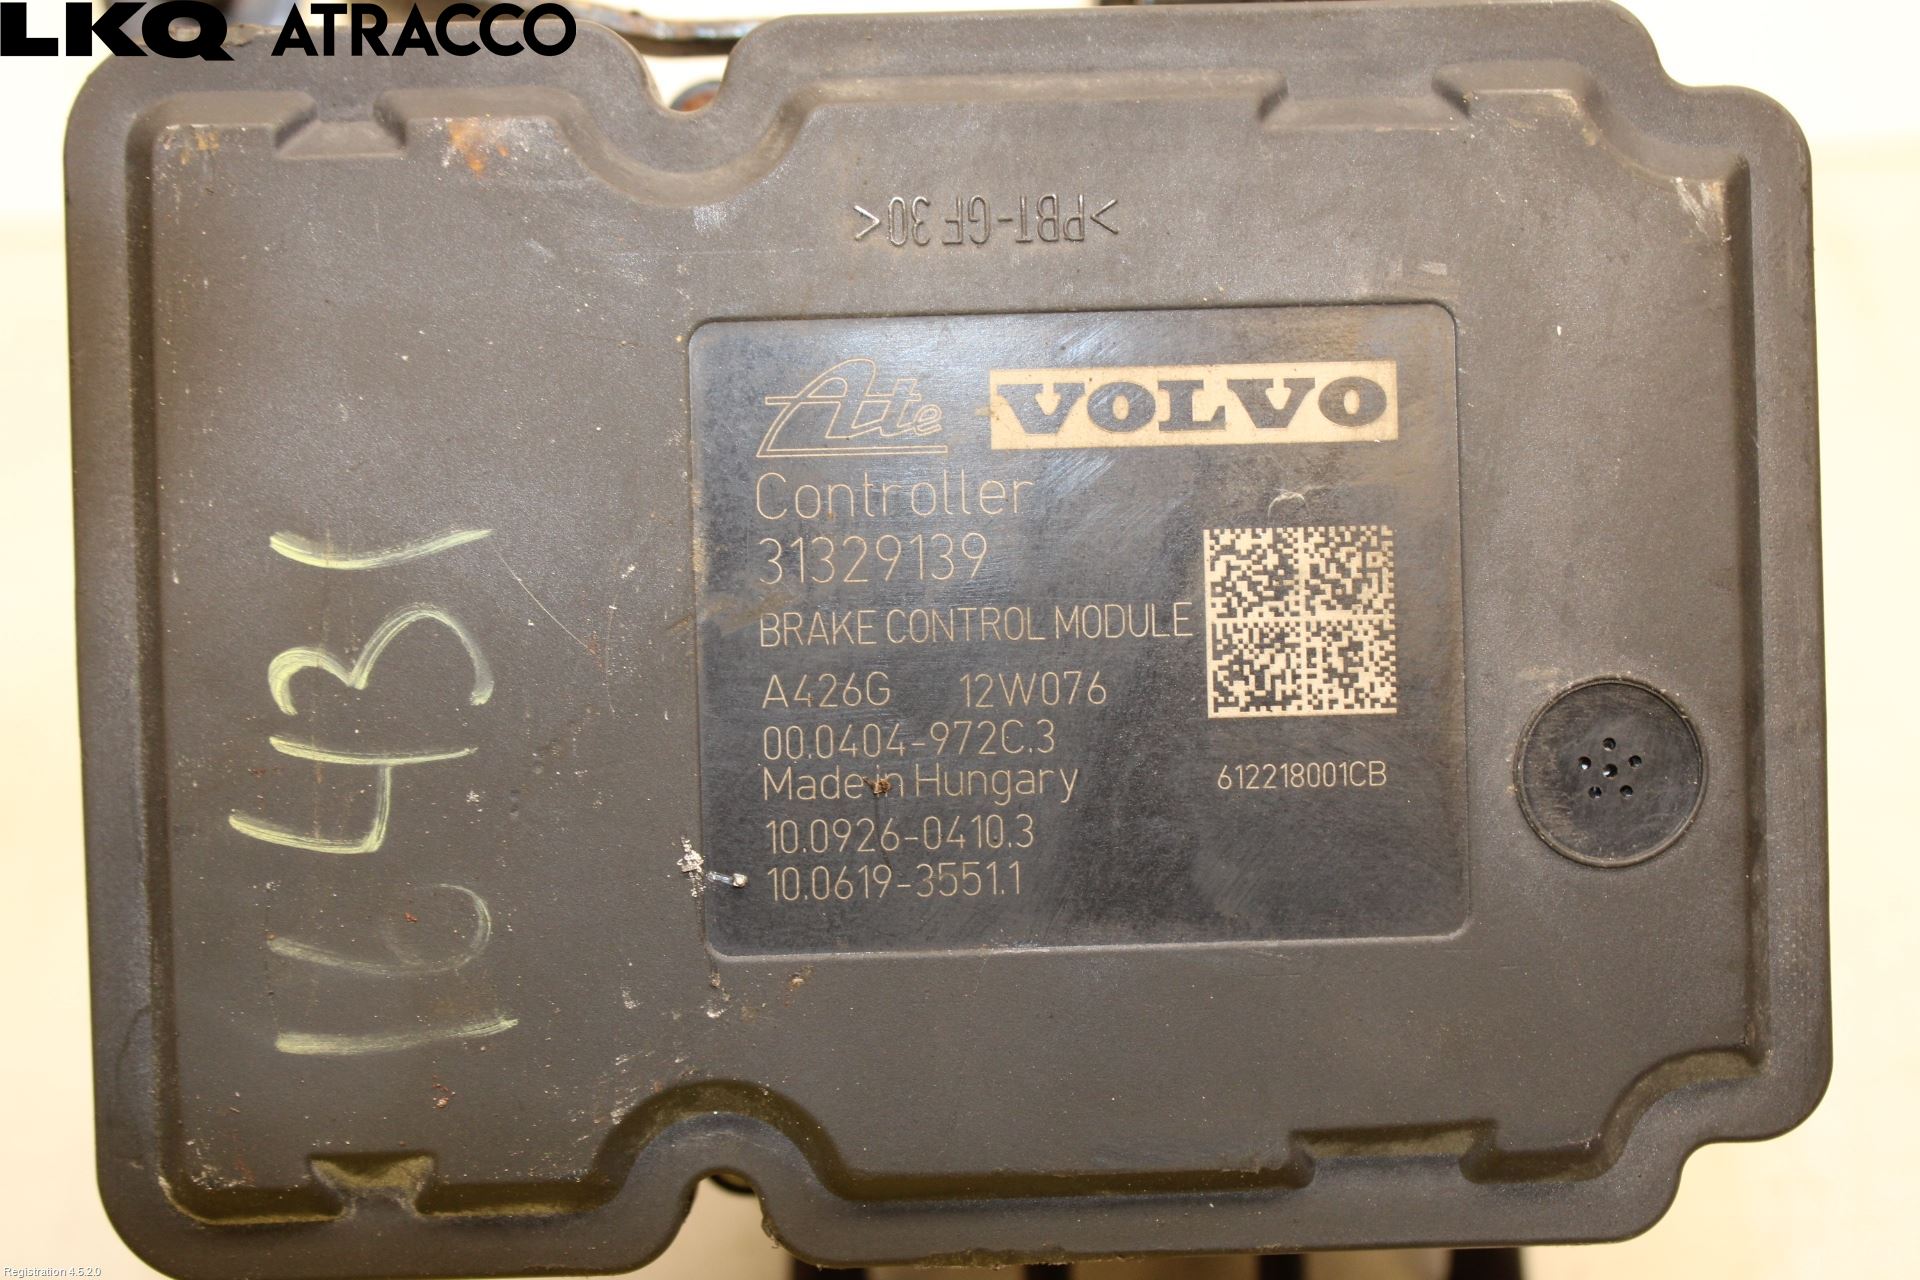 LKQ ATRACCO
>PBT-GF 30<
Ate VOLVO
Controller
31329139
BRAKE CONTROL MODULE
A426G 12W076
00.0404-972C.3
Made in Hungary
612218001CB
10.0926-0410.3
10.0619-3551.1
16431
Registration 4.5.2.0